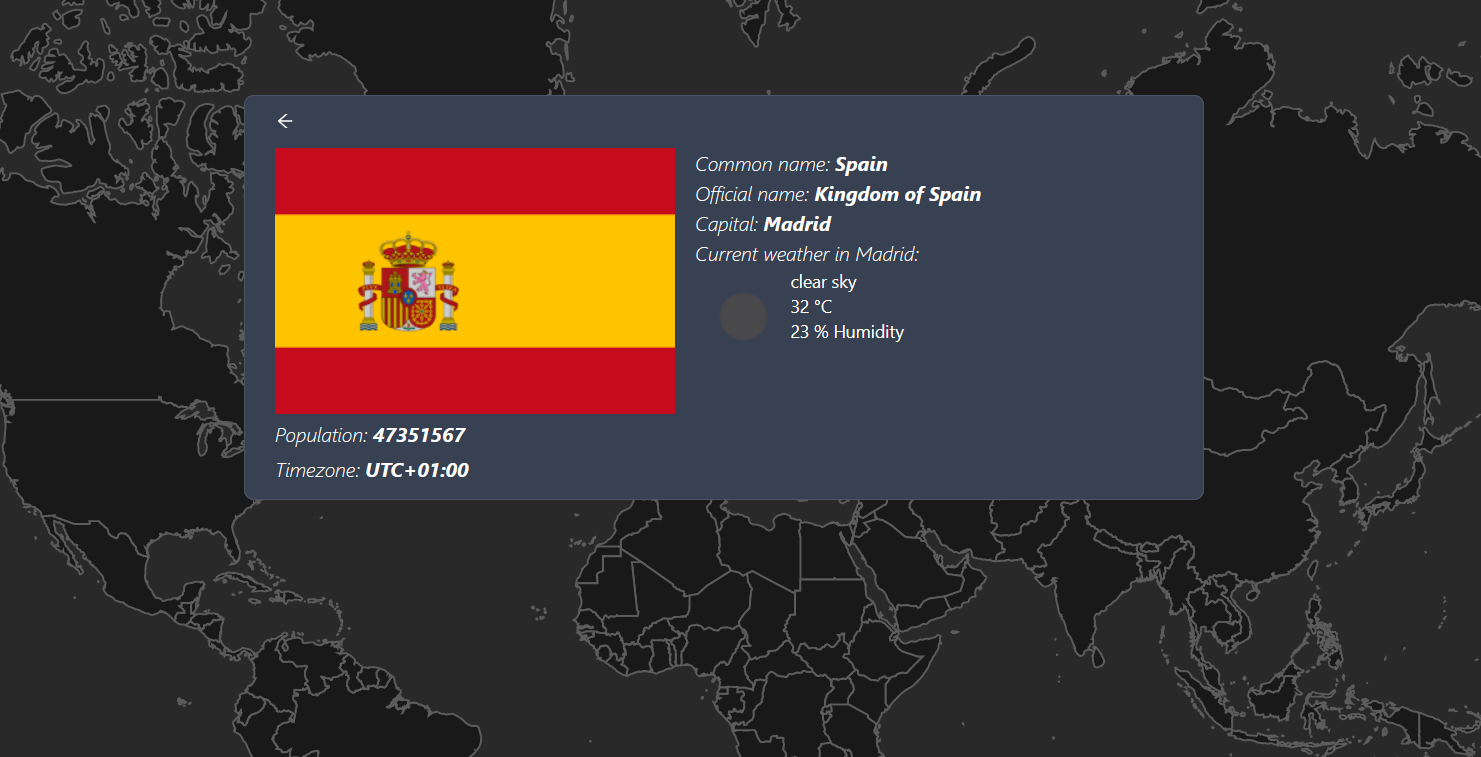 Common name: Spain
Official name: Kingdom of Spain
Capital: Madrid
Current weather in Madrid:
clear sky
32 °C
23 % Humidity
Population: 47351567
Timezone: UTC+01:00